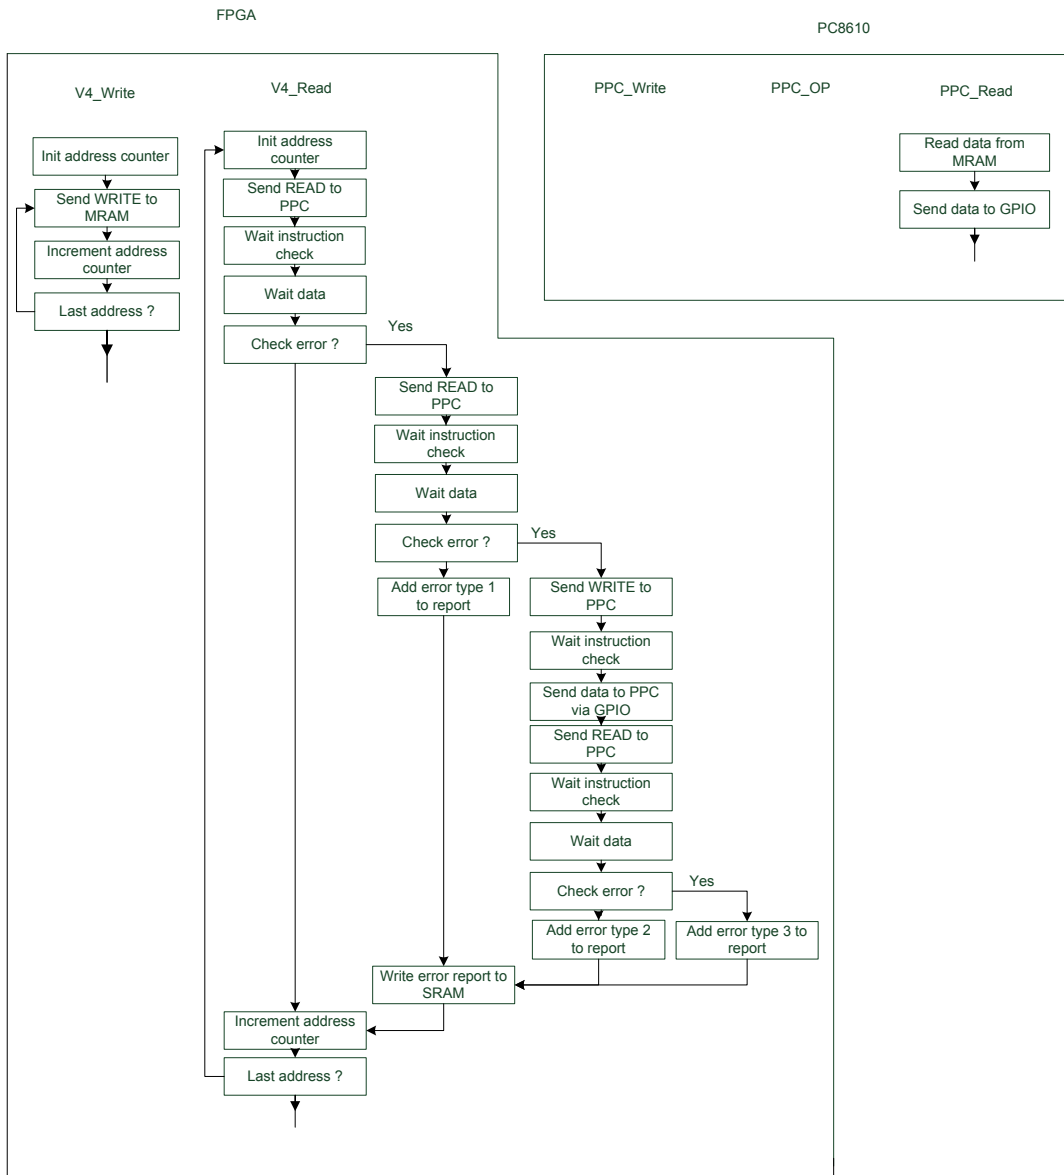 FPGA
PC8610
V4_Write
V4_Read
PPC_Write
PPC_OP
PPC_Read
Init address counter
Send WRITE to
MRAM
Increment address
counter
Last address ?
Init address
counter
Send READ to
PPC
Wait instruction
check
Wait data
Check error ?
Yes
Send READ to
PPC
Wait instruction
check
Wait data
Check error ?
Yes
Add error type 1
to report
Send WRITE to
PPC
Wait instruction
check
Send data to PPC
via GPIO
Send READ to
PPC
Wait instruction
check
Wait data
Check error ?
Yes
Add error type 2
to report
Add error type 3 to
report
Write error report to
SRAM
Increment address
counter
Last address ?
Read data from
MRAM
Send data to GPIO